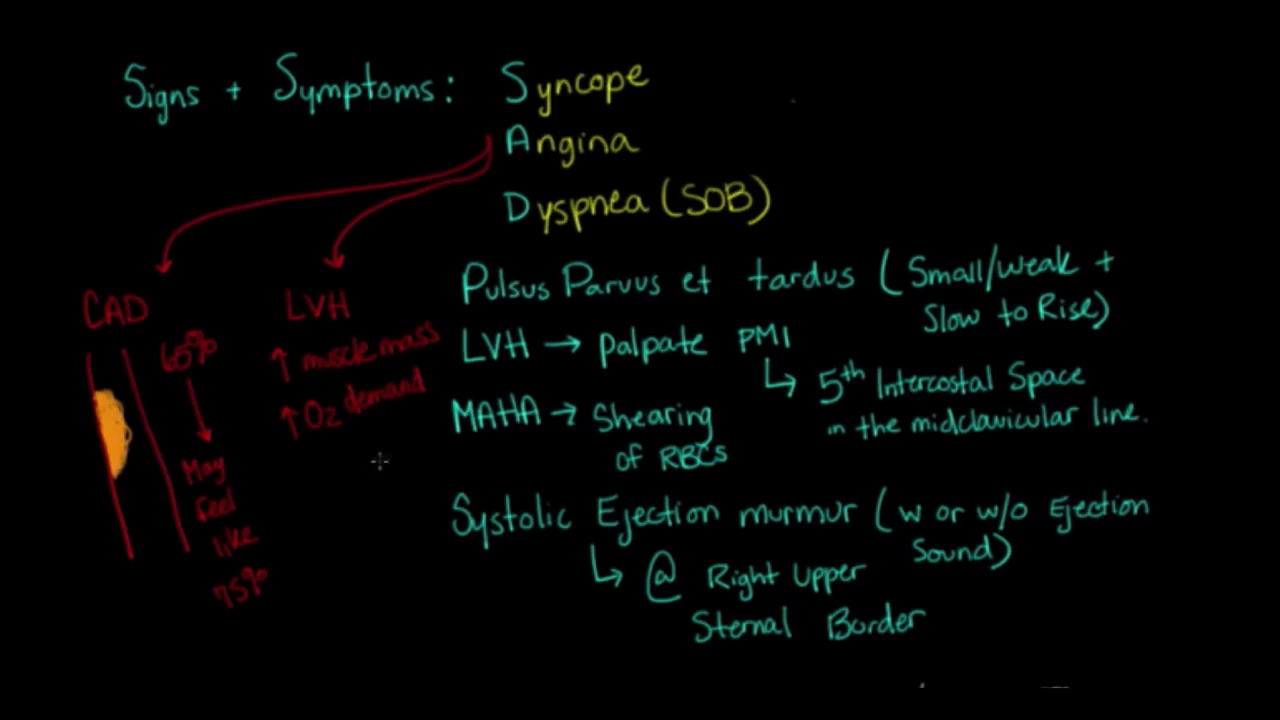 Signs + Symptoms: Syncope
Angina
Dyspnea (SOB)
Pulsus Parvus et tardus (Small/weak +
Slow to Rise)
LVH → palpate PMI
↳ 5th Intercostal Space
in the midclavicular line.
MAHA → Shearing
of RBCs
Systolic Ejection murmur (w or w/o Ejection
Sound)
↳ @ Right Upper
Sternal Border
CAD
60%
May
feel
like
75%
LVH
↑ muscle mass
↑ O2 demand